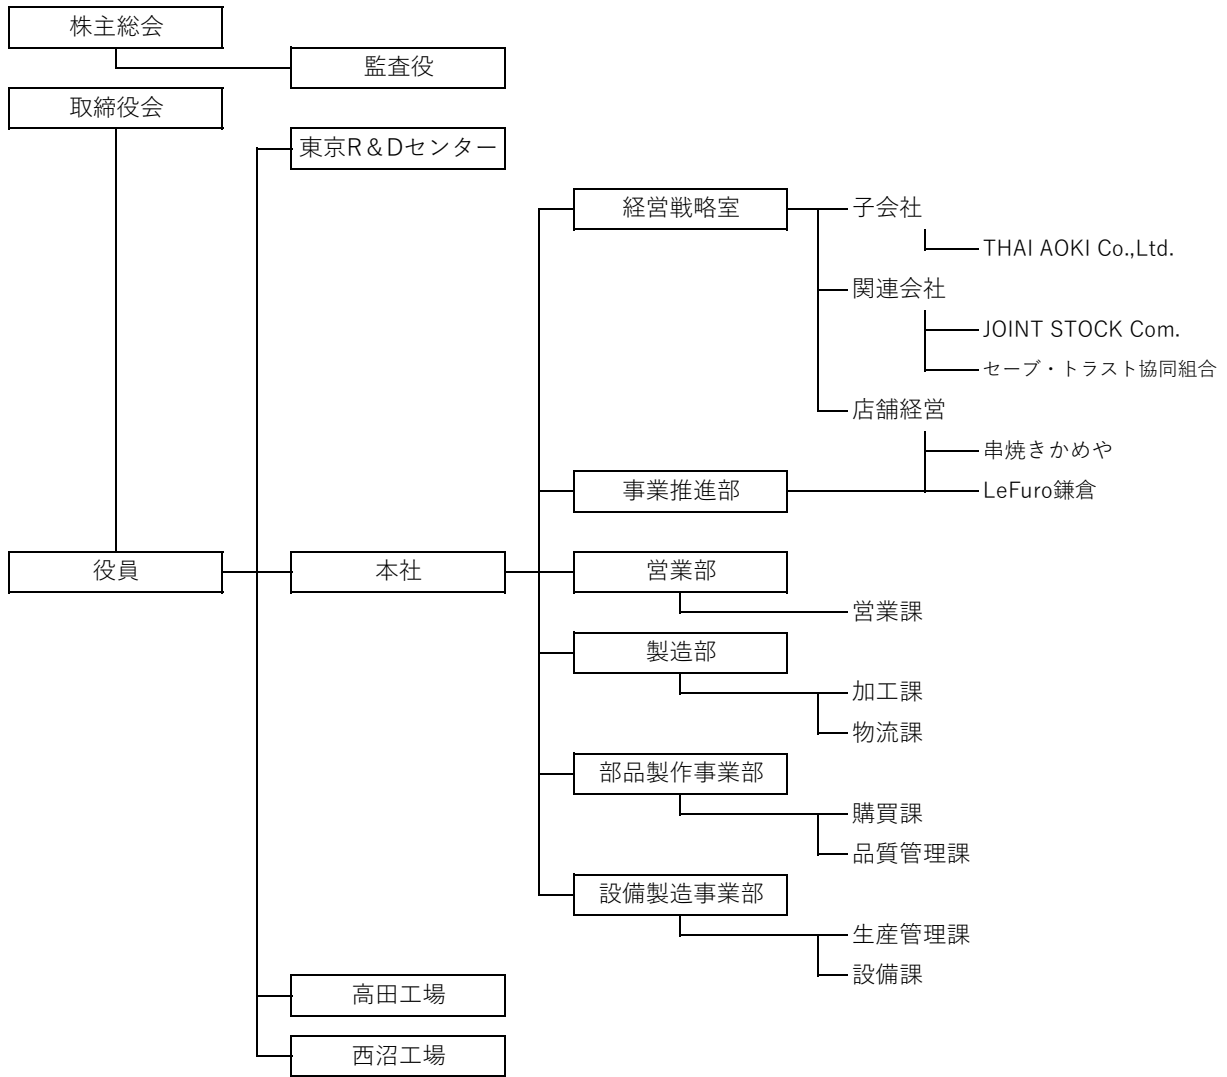 株主総会
監査役
取締役会
東京R＆Dセンター
経営戦略室
子会社
THAI AOKI Co.,Ltd.
関連会社
JOINT STOCK Com.
セーブ・トラスト協同組合
店舗経営
串焼きかめや
事業推進部
LeFuro鎌倉
役員
本社
営業部
営業課
製造部
加工課
物流課
部品製作事業部
購買課
品質管理課
設備製造事業部
生産管理課
設備課
高田工場
西沼工場